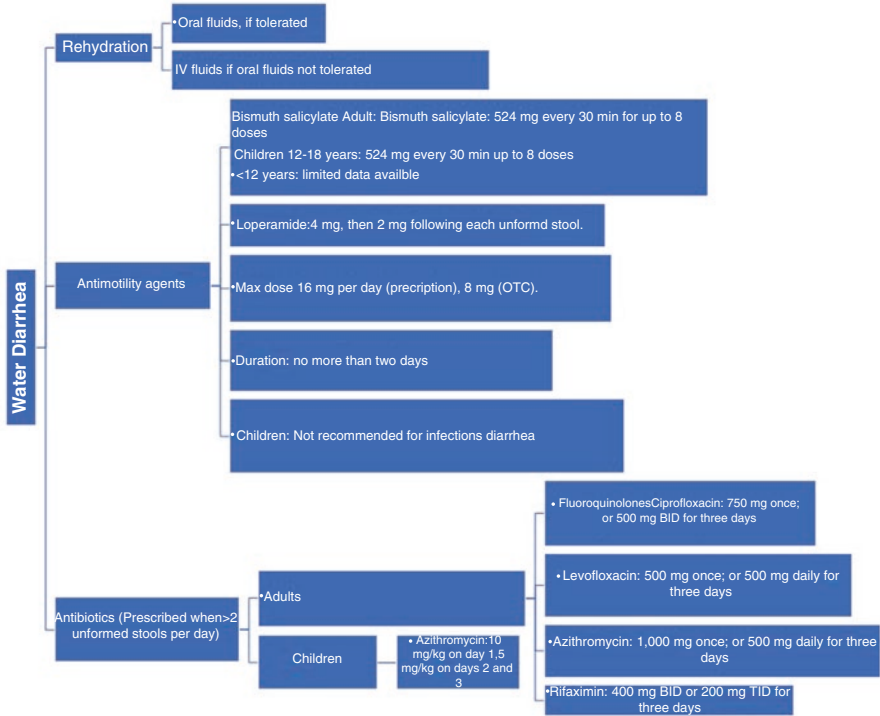 Water Diarrhea
Rehydration
•Oral fluids, if tolerated
IV fluids if oral fluids not tolerated
Antimotility agents
Bismuth salicylate Adult: Bismuth salicylate: 524 mg every 30 min for up to 8
doses
Children 12-18 years: 524 mg every 30 min up to 8 doses
•<12 years: limited data availble
•Loperamide:4 mg, then 2 mg following each unformd stool.
•Max dose 16 mg per day (precription), 8 mg (OTC).
•Duration: no more than two days
•Children: Not recommended for infections diarrhea
Antibiotics (Prescribed when>2
unformed stools per day)
•Adults
• FluoroquinolonesCiprofloxacin: 750 mg once;
or 500 mg BID for three days
•Levofloxacin: 500 mg once; or 500 mg daily for
three days
•Azithromycin: 1,000 mg once; or 500 mg daily for three
days
•Rifaximin: 400 mg BID or 200 mg TID for
three days
Children
• Azithromycin:10
mg/kg on day 1,5
mg/kg on days 2 and
3